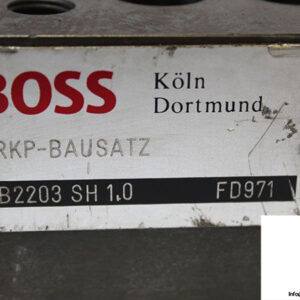 BOSS
Köln
Dortmund
RKP-BAUSATZ
B2203 SH 1.0 FD971